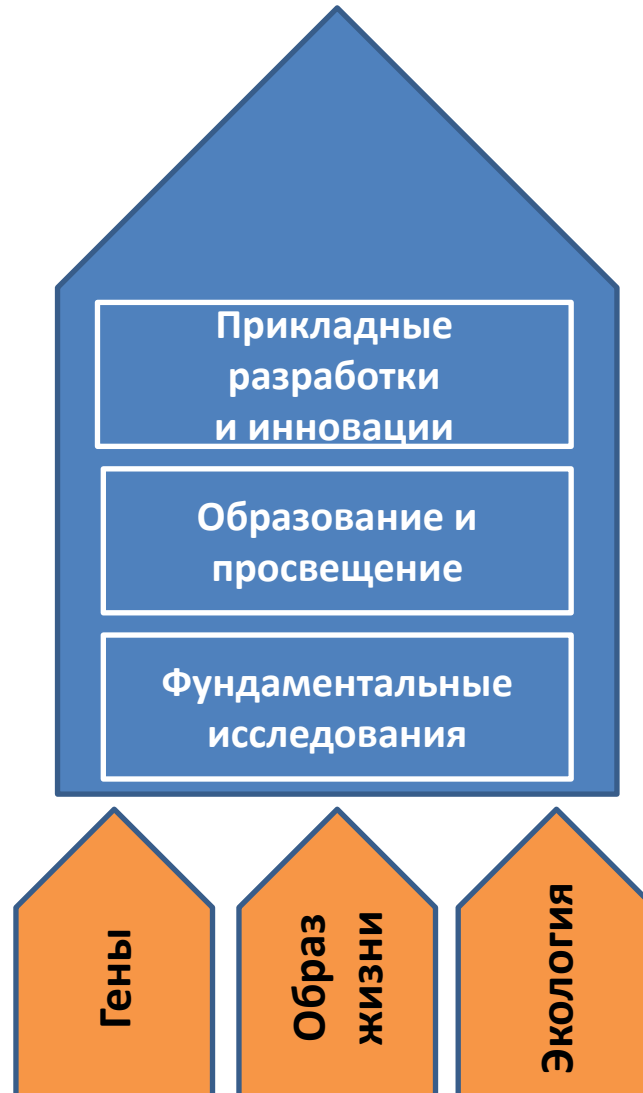 Прикладные
разработки
и инновации
Образование и
просвещение
Фундаментальные
исследования
Гены
Образ
жизни
Экология